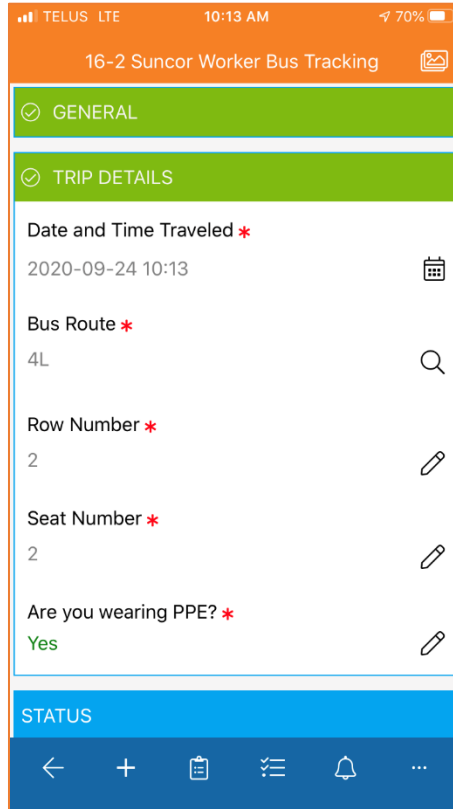 TELUS LTE 10:13 AM 70%
16-2 Suncor Worker Bus Tracking
GENERAL
TRIP DETAILS
Date and Time Traveled *
2020-09-24 10:13
Bus Route *
4L
Row Number *
2
Seat Number *
2
Are you wearing PPE? *
Yes
STATUS